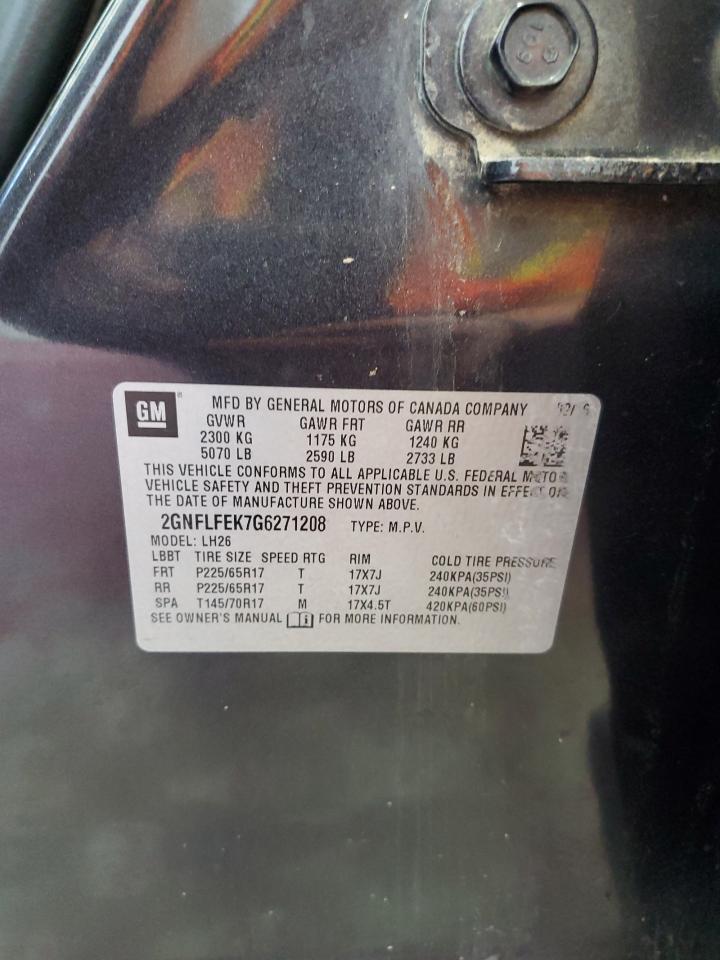 GM
MFD BY GENERAL MOTORS OF CANADA COMPANY
GVWR GAWR FRT GAWR RR
2300 KG 1175 KG 1240 KG
5070 LB 2590 LB 2733 LB
THIS VEHICLE CONFORMS TO ALL APPLICABLE U.S. FEDERAL MOTOR
VEHICLE SAFETY AND THEFT PREVENTION STANDARDS IN EFFECT ON
THE DATE OF MANUFACTURE SHOWN ABOVE.
2GNFLFEK7G6271208 TYPE: M.P.V.
MODEL: LH26
LBBT TIRE SIZE SPEED RTG RIM COLD TIRE PRESSURE
FRT P225/65R17 T 17X7J 240KPA(35PSI)
RR P225/65R17 T 17X7J 240KPA(35PSI)
SPA T145/70R17 M 17X4.5T 420KPA(60PSI)
SEE OWNER'S MANUAL FOR MORE INFORMATION.